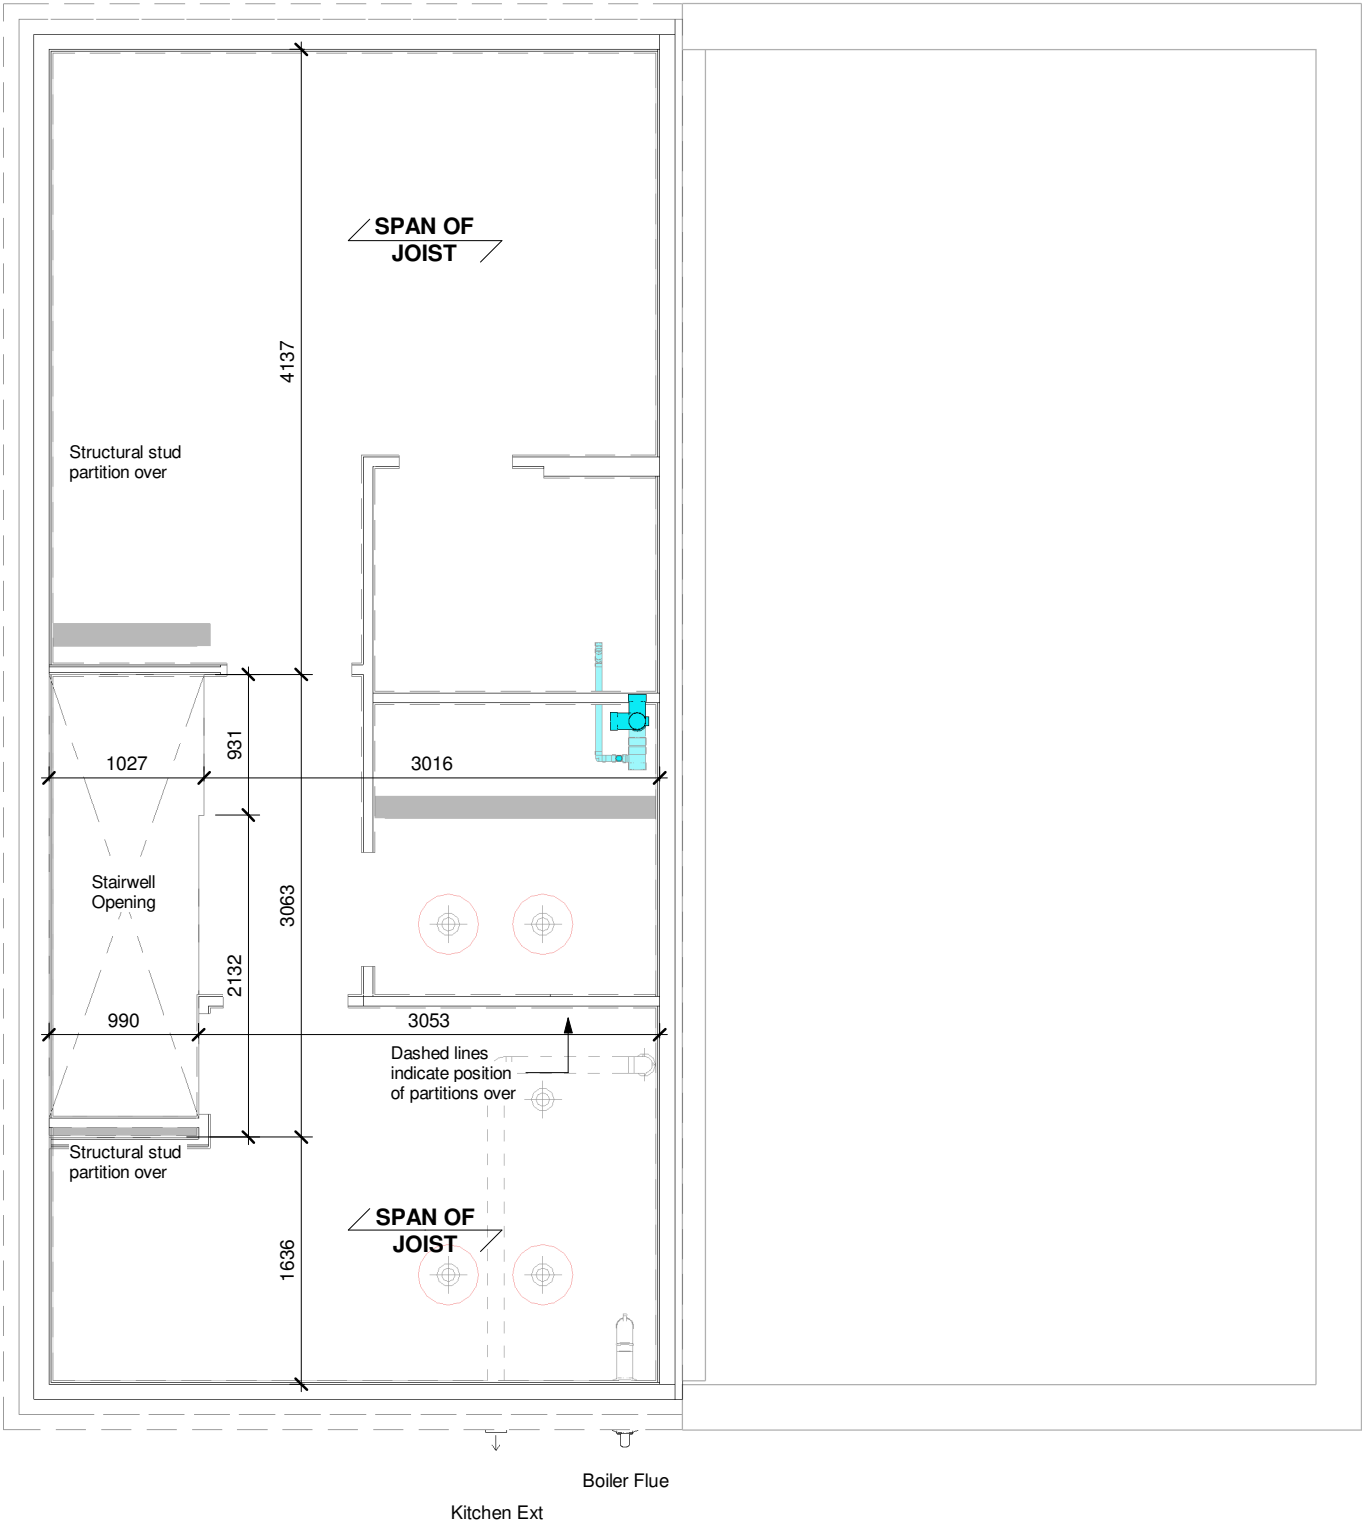 SPAN OF
JOIST
4137
Structural stud
partition over
931
1027
3016
Stairwell
Opening
3063
2132
990
3053
Dashed lines
indicate position
of partitions over
Structural stud
partition over
SPAN OF
JOIST
1636
Boiler Flue
Kitchen Ext